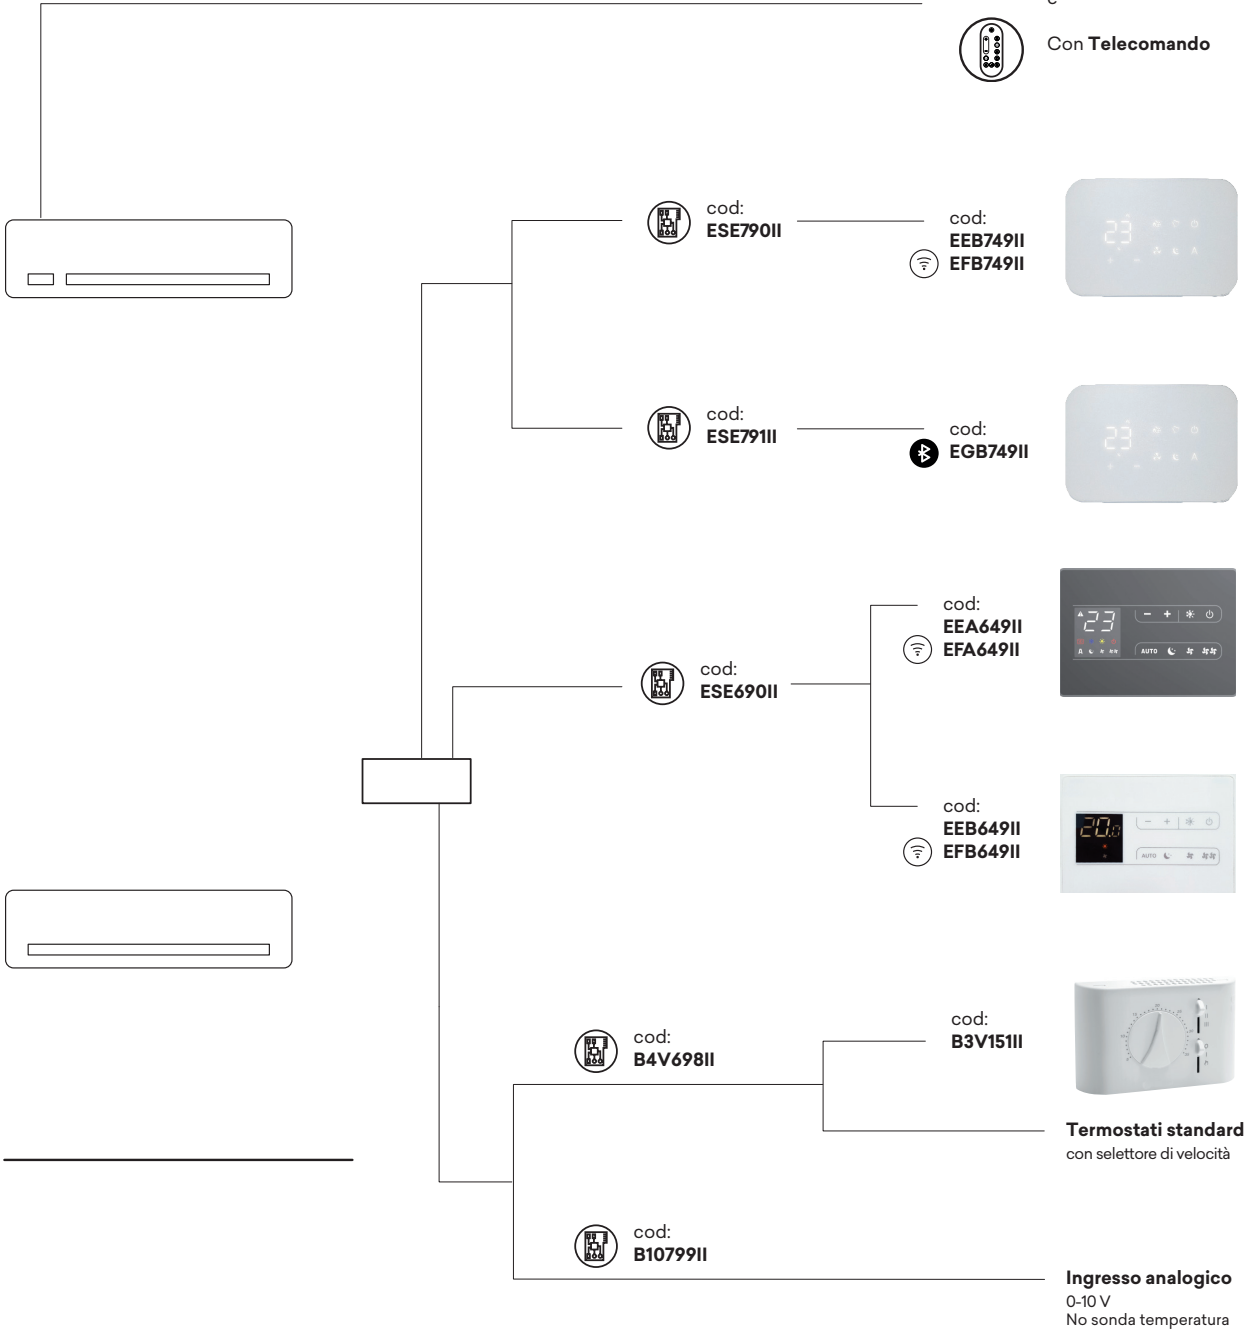 Con Telecomando
cod:
ESE790II
cod:
EEB749II
EFB749II
23
cod:
ESE791II
cod:
EGB749II
23
cod:
EEA649II
EFA649II
23
AUTO
cod:
ESE690II
cod:
EEB649II
EFB649II
20.0
AUTO
cod:
B4V698II
cod:
B3V151II
Termostati standard
con selettore di velocità
cod:
B10799II
Ingresso analogico
0-10 V
No sonda temperatura